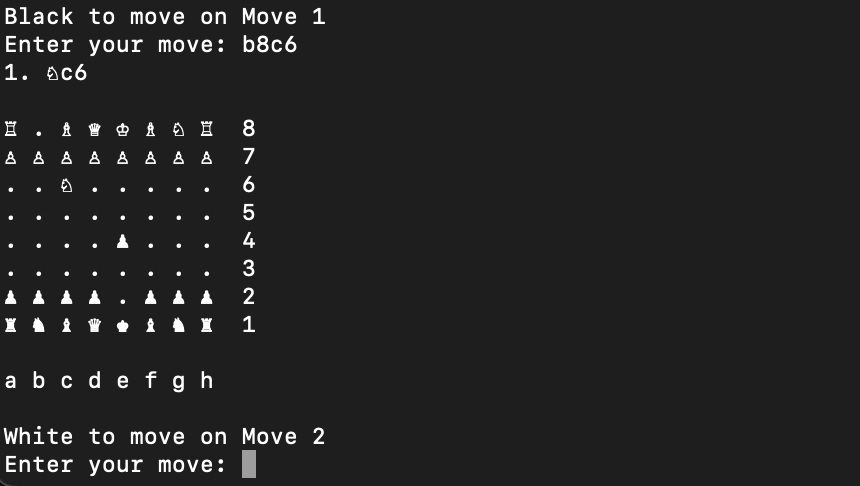 Black to move on Move 1
Enter your move: b8c6
1. ♘c6
♖ . ♗ ♕ ♔ ♗ ♘ ♖ 8
♙ ♙ ♙ ♙ ♙ ♙ ♙ ♙ 7
. . ♘ . . . . . 6
. . . . . . . . 5
. . . . ♟ . . . 4
. . . . . . . . 3
♟ ♟ ♟ ♟ . ♟ ♟ ♟ 2
♜ ♞ ♝ ♛ ♚ ♝ ♞ ♜ 1
a b c d e f g h
White to move on Move 2
Enter your move: